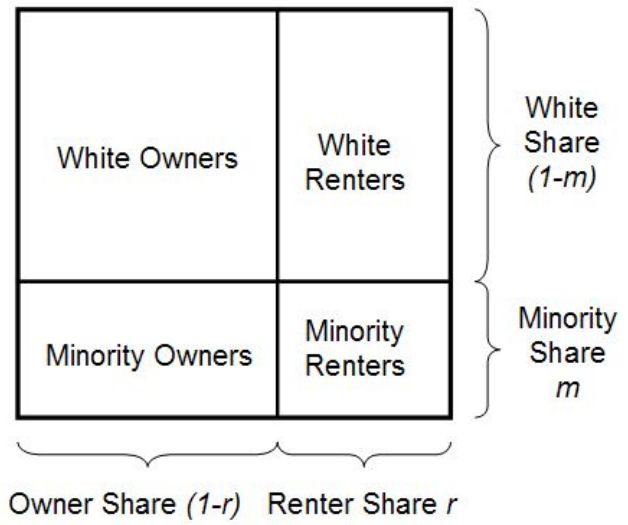 White Owners
White
Renters
White
Share
(1-m)
Minority Owners
Minority
Renters
Minority
Share
m
Owner Share (1-r)
Renter Share r